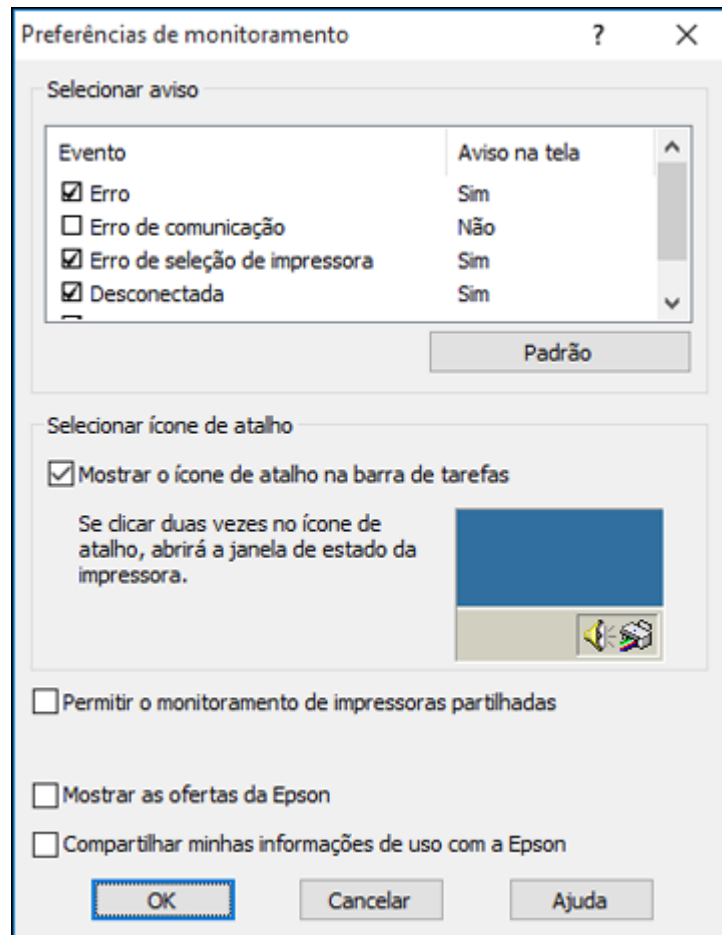 Preferências de monitoramento ? X
Selecionar aviso
Evento Aviso na tela
Erro Sim
Erro de comunicação Não
Erro de seleção de impressora Sim
Desconectada Sim
Padrão
Selecionar ícone de atalho
Mostrar o ícone de atalho na barra de tarefas
Se clicar duas vezes no ícone de
atalho, abrirá a janela de estado da
impressora.
Permitir o monitoramento de impressoras partilhadas
Mostrar as ofertas da Epson
Compartilhar minhas informações de uso com a Epson
OK Cancelar Ajuda